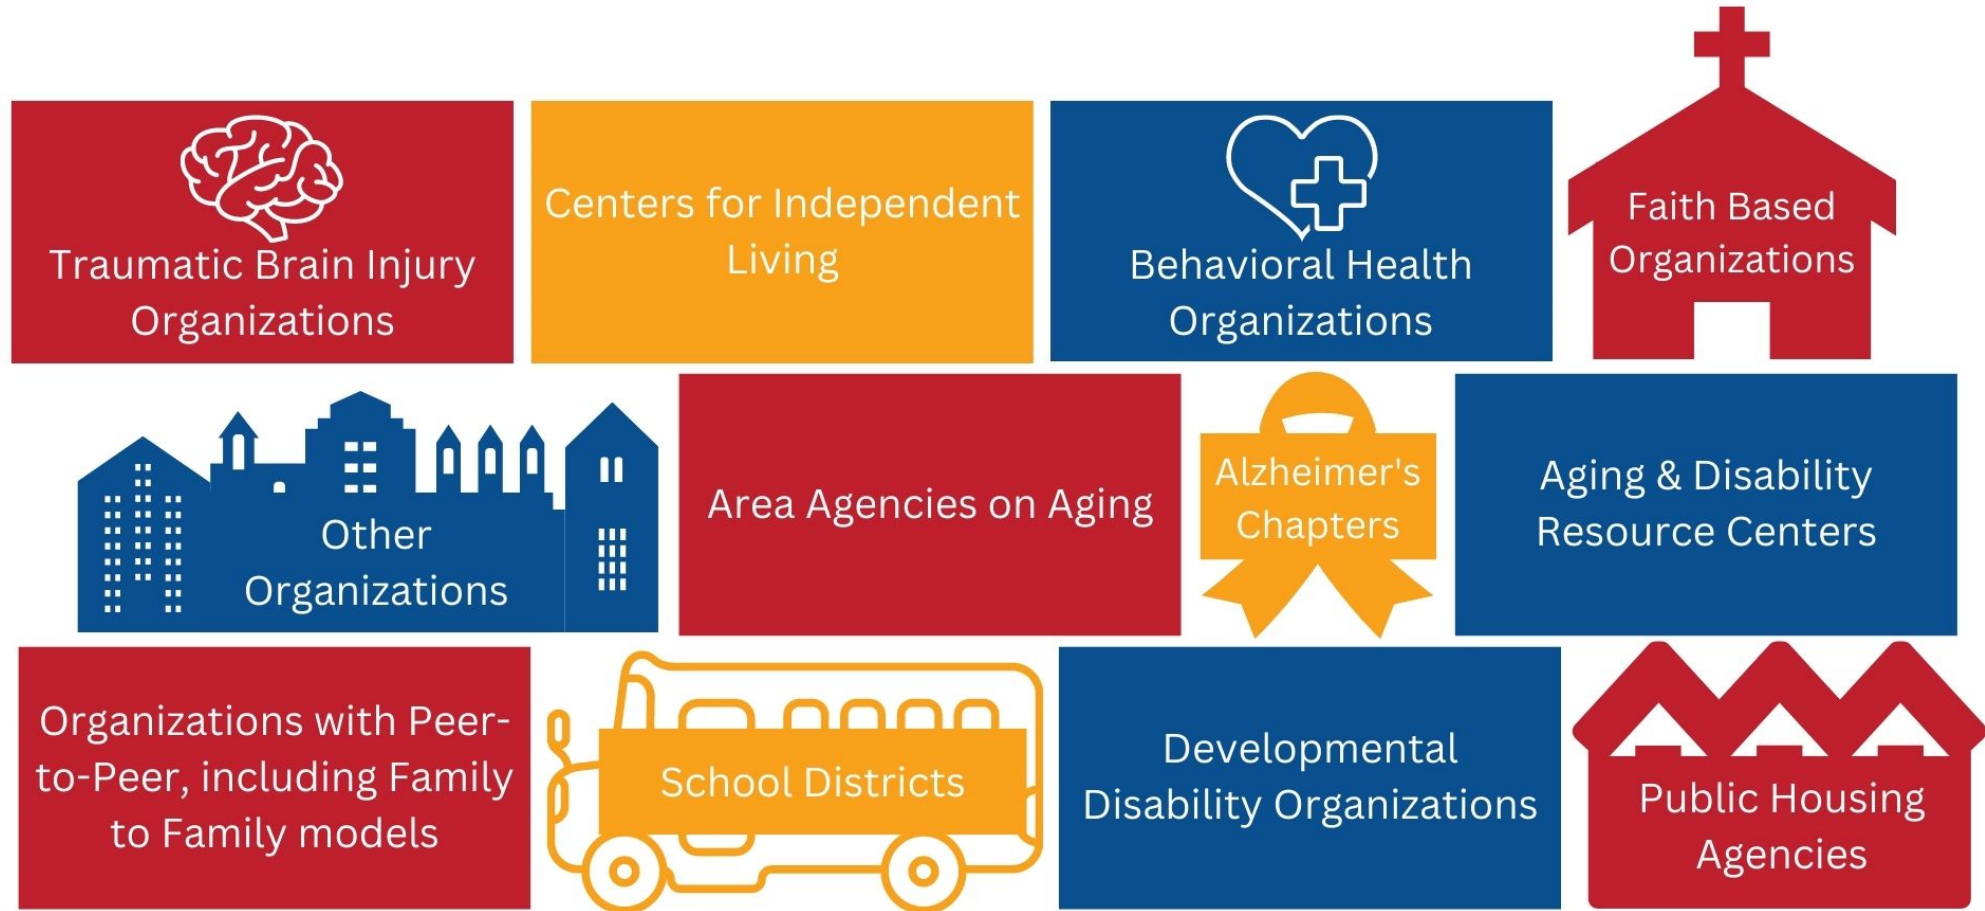 Traumatic Brain Injury
Organizations
Centers for Independent
Living
Behavioral Health
Organizations
Faith Based
Organizations
Other
Organizations
Area Agencies on Aging
Alzheimer's
Chapters
Aging & Disability
Resource Centers
Organizations with Peer-
to-Peer, including Family
to Family models
School Districts
Developmental
Disability Organizations
Public Housing
Agencies